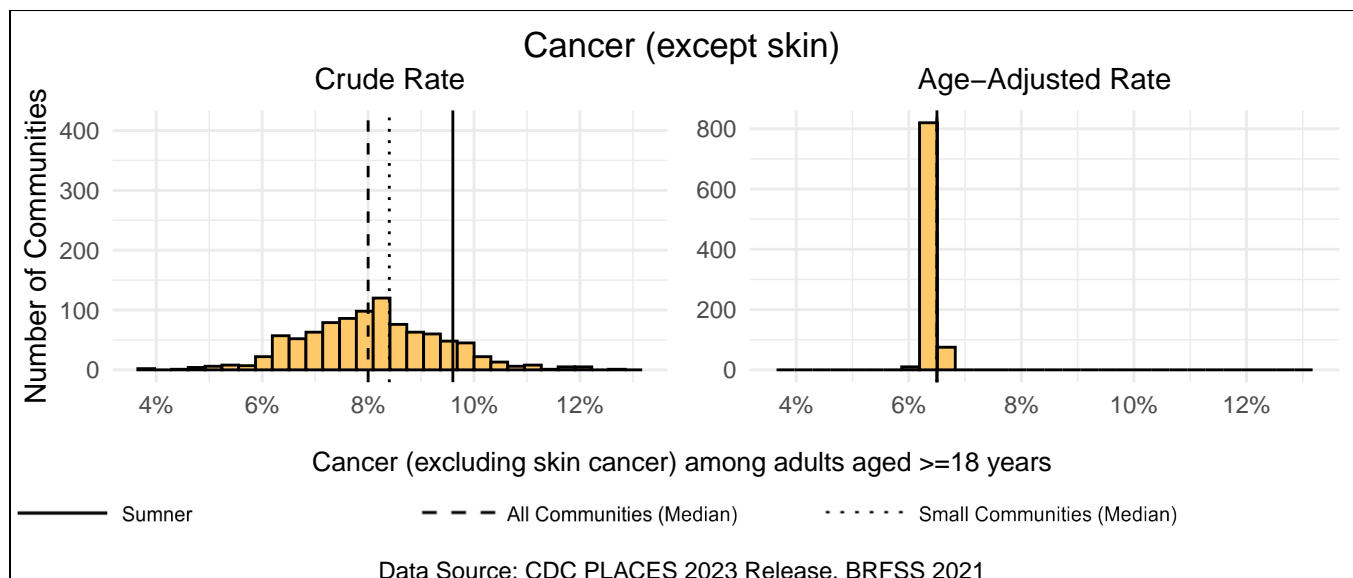 Cancer (except skin)
Crude Rate
Age−Adjusted Rate
Number of Communities
400
300
200
100
0
4%
6%
8%
10%
12%
800
600
400
200
0
4%
6%
8%
10%
12%
Cancer (excluding skin cancer) among adults aged >=18 years
Sumner
All Communities (Median)
Small Communities (Median)
Data Source: CDC PLACES 2023 Release, BRFSS 2021